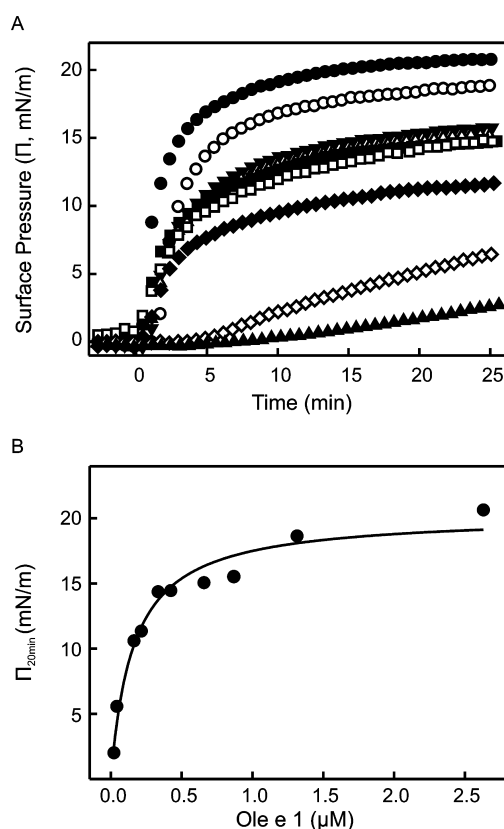 A
Surface Pressure (Π, mN/m)
20
15
10
5
0
0 5 10 15 20 25
Time (min)
B
Π20min (mN/m)
20
15
10
5
0.0 0.5 1.0 1.5 2.0 2.5
Ole e 1 (μM)